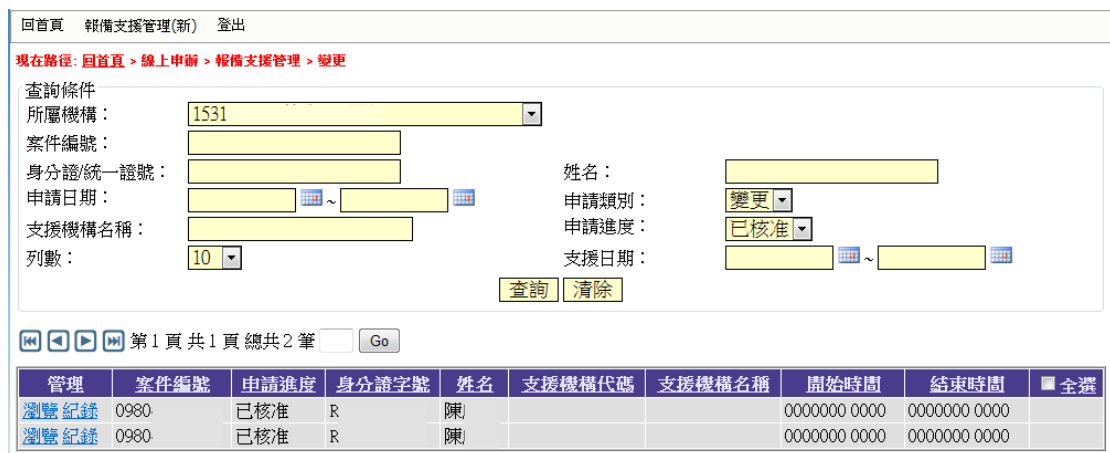 回首頁 報備支援管理(新) 登出
現在路徑: 回首頁 > 線上申辦 > 報備支援管理 > 變更
查詢條件
所屬機構： 1531
案件編號：
身分證/統一證號： 姓名：
申請日期： ~ 申請類別： 變更
支援機構名稱： 申請進度： 已核准
列數： 10 支援日期： ~
查詢 清除
第 1 頁 共 1 頁 總共 2 筆 Go
管理 案件編號 申請進度 身分證字號 姓名 支援機構代碼 支援機構名稱 開始時間 結束時間 全選
瀏覽 紀錄 0980 已核准 R 陳 0000000 0000 0000000 0000
瀏覽 紀錄 0980 已核准 R 陳 0000000 0000 0000000 0000